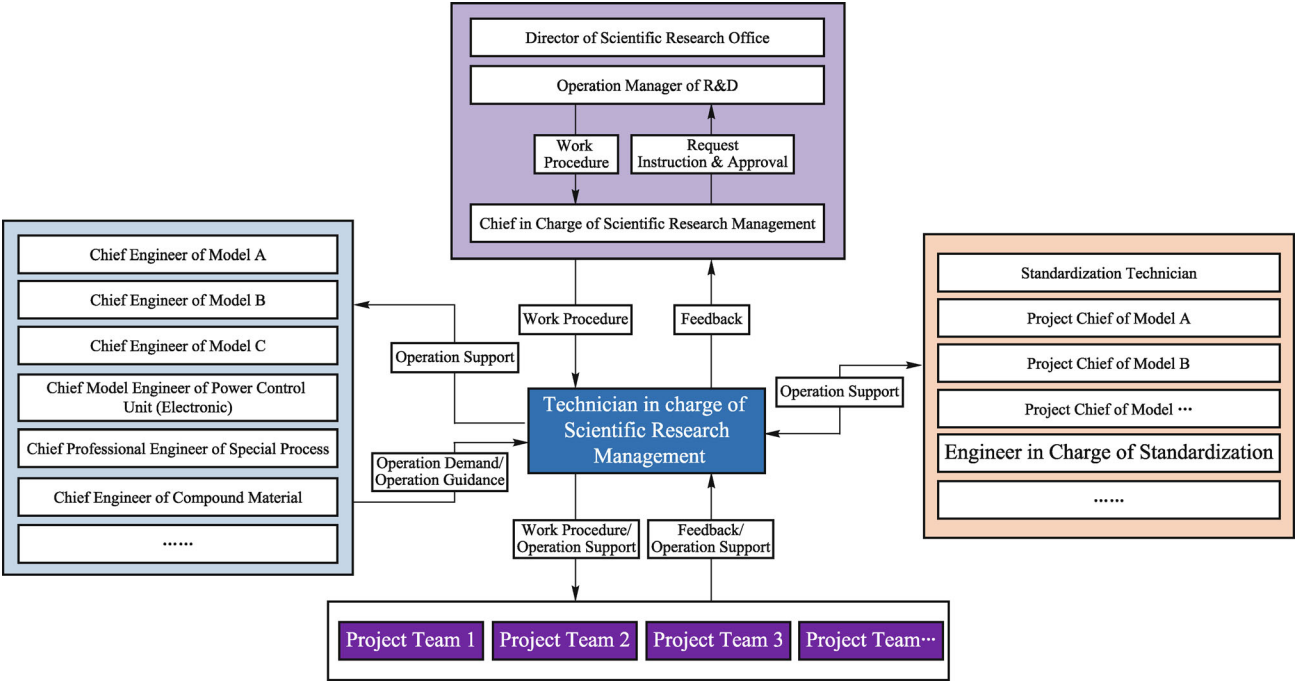 Director of Scientific Research Office
Operation Manager of R&D
Work
Procedure
Request
Instruction & Approval
Chief in Charge of Scientific Research Management
Chief Engineer of Model A
Chief Engineer of Model B
Chief Engineer of Model C
Chief Model Engineer of Power Control
Unit (Electronic)
Chief Professional Engineer of Special Process
Chief Engineer of Compound Material
······
Work Procedure
Feedback
Operation Support
Operation Demand/
Operation Guidance
Technician in charge of
Scientific Research
Management
Operation Support
Standardization Technician
Project Chief of Model A
Project Chief of Model B
Project Chief of Model ···
Engineer in Charge of Standardization
······
Work Procedure/
Operation Support
Feedback/
Operation Support
Project Team 1
Project Team 2
Project Team 3
Project Team···